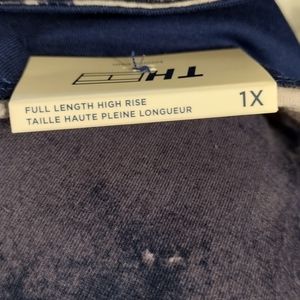 FULL LENGTH HIGH RISE
TAILLE HAUTE PLEINE LONGUEUR
1X